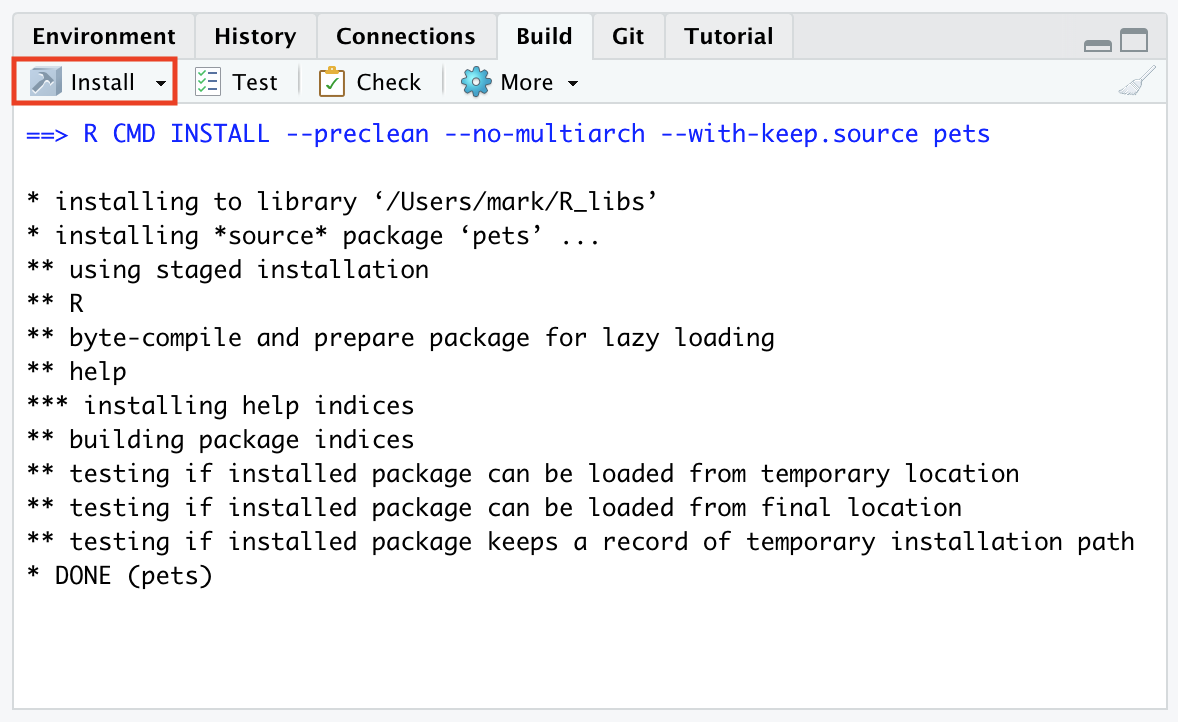 Environment History Connections Build Git Tutorial
Install Test Check More
==> R CMD INSTALL --preclean --no-multiarch --with-keep.source pets
* installing to library ‘/Users/mark/R_libs’
* installing *source* package ‘pets’ ...
** using staged installation
** R
** byte-compile and prepare package for lazy loading
** help
*** installing help indices
** building package indices
** testing if installed package can be loaded from temporary location
** testing if installed package can be loaded from final location
** testing if installed package keeps a record of temporary installation path
* DONE (pets)